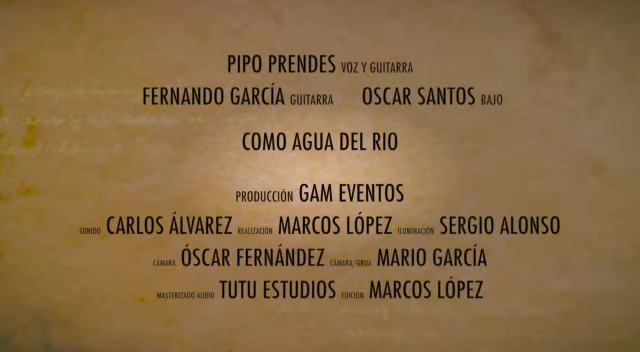 PIPO PRENDES VOZ Y GUITARRA
FERNANDO GARCÍA GUITARRA OSCAR SANTOS BAJO
COMO AGUA DEL RIO
PRODUCCIÓN GAM EVENTOS
SONIDO CARLOS ÁLVAREZ REALIZACIÓN MARCOS LÓPEZ ILUMINACIÓN SERGIO ALONSO
CÁMARA ÓSCAR FERNÁNDEZ CÁMARA/GRUA MARIO GARCÍA
MASTERIZADO AUDIO TUTU ESTUDIOS EDICIÓN MARCOS LÓPEZ